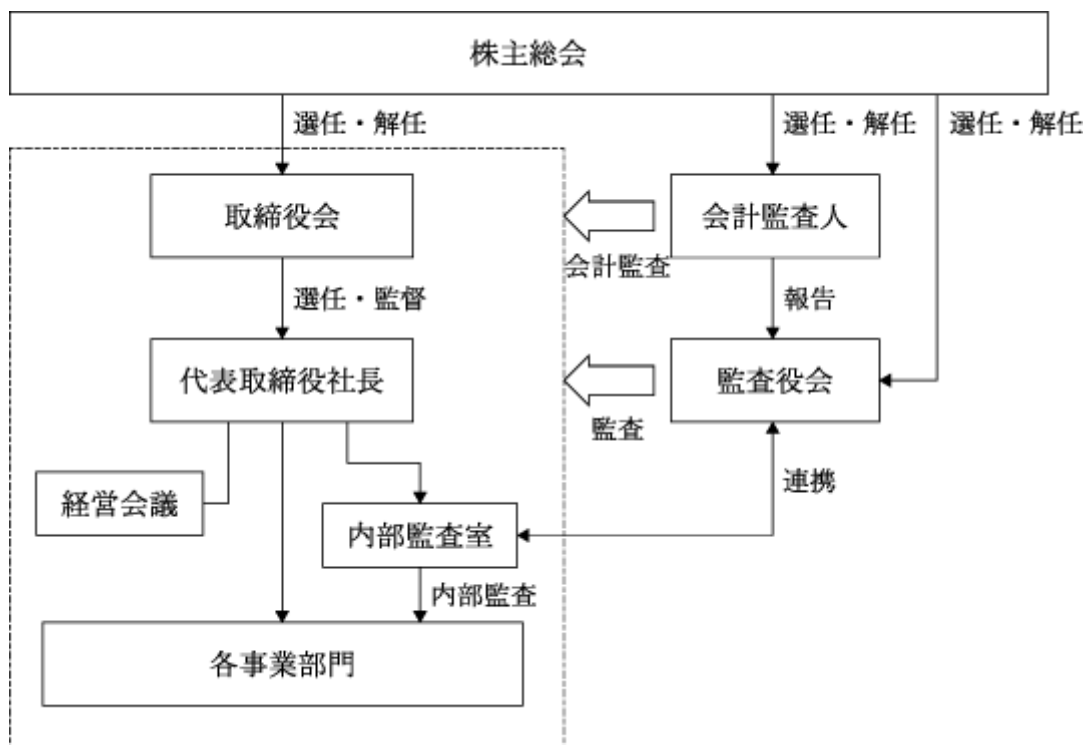 株主総会
選任・解任
選任・解任
選任・解任
取締役会
会計監査人
会計監査
選任・監督
報告
代表取締役社長
監査役会
監査
経営会議
連携
内部監査室
内部監査
各事業部門